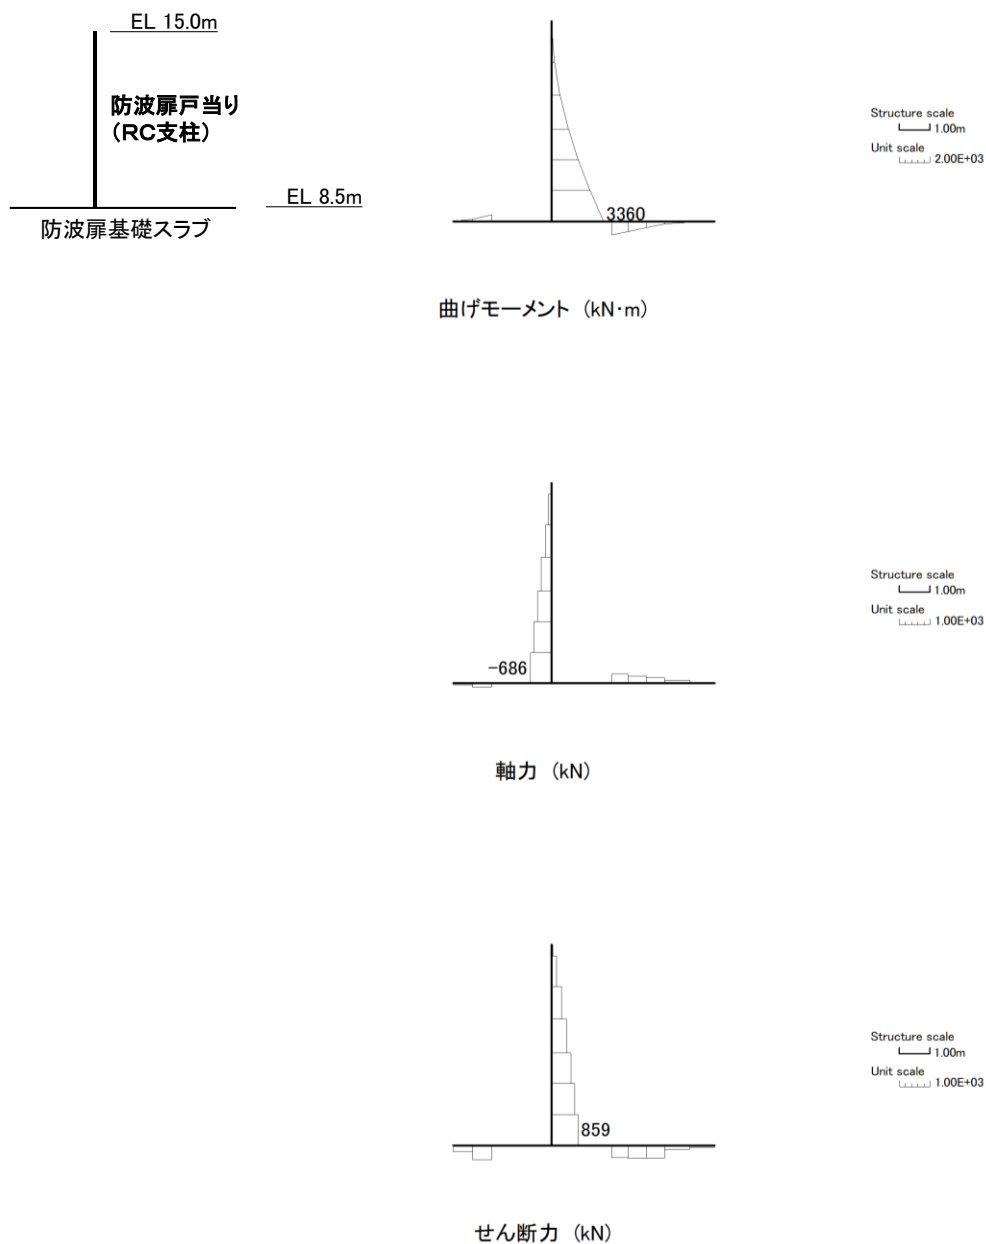 EL 15.0m
防波扉戸当り
（RC支柱）
EL 8.5m
防波扉基礎スラブ
Structure scale
1.00m
Unit scale
2.00E+03
3360
曲げモーメント （kN･m）
Structure scale
1.00m
Unit scale
1.00E+03
-686
軸力 （kN）
Structure scale
1.00m
Unit scale
1.00E+03
859
せん断力 （kN）